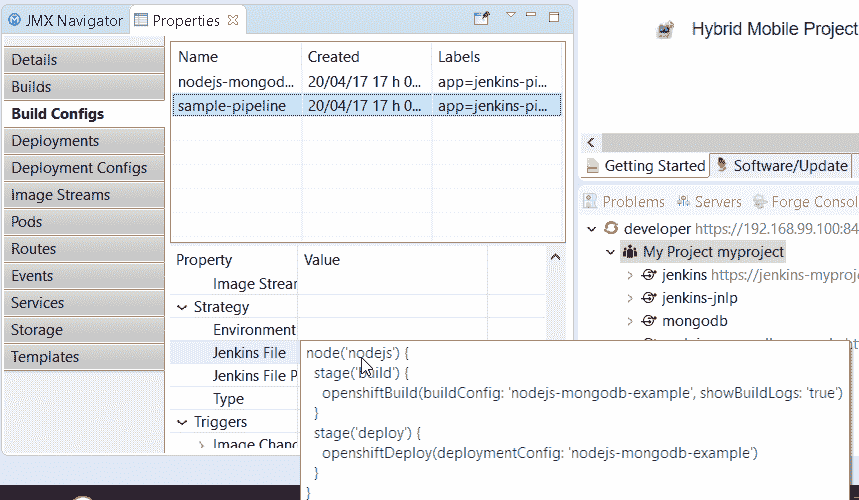 JMX Navigator
Properties
Details
Builds
Build Configs
Deployments
Deployment Configs
Image Streams
Pods
Routes
Events
Services
Storage
Templates
Name Created Labels
nodejs-mongod... 20/04/17 17 h 0... app=jenkins-pi...
sample-pipeline 20/04/17 17 h 0... app=jenkins-pi...
Property Value
Image Strear
Strategy
Environment
Jenkins File
Jenkins File P
Type
Triggers
Image Chang
node('nodejs') {
stage('build') {
openshiftBuild(buildConfig: 'nodejs-mongodb-example', showBuildLogs: 'true')
}
stage('deploy') {
openshiftDeploy(deploymentConfig: 'nodejs-mongodb-example')
}
}
Hybrid Mobile Project
Getting Started Software/Update
Problems Servers Forge Consol
developer https://192.168.99.100:84
My Project myproject
jenkins https://jenkins-myproje
jenkins-jnlp
mongodb